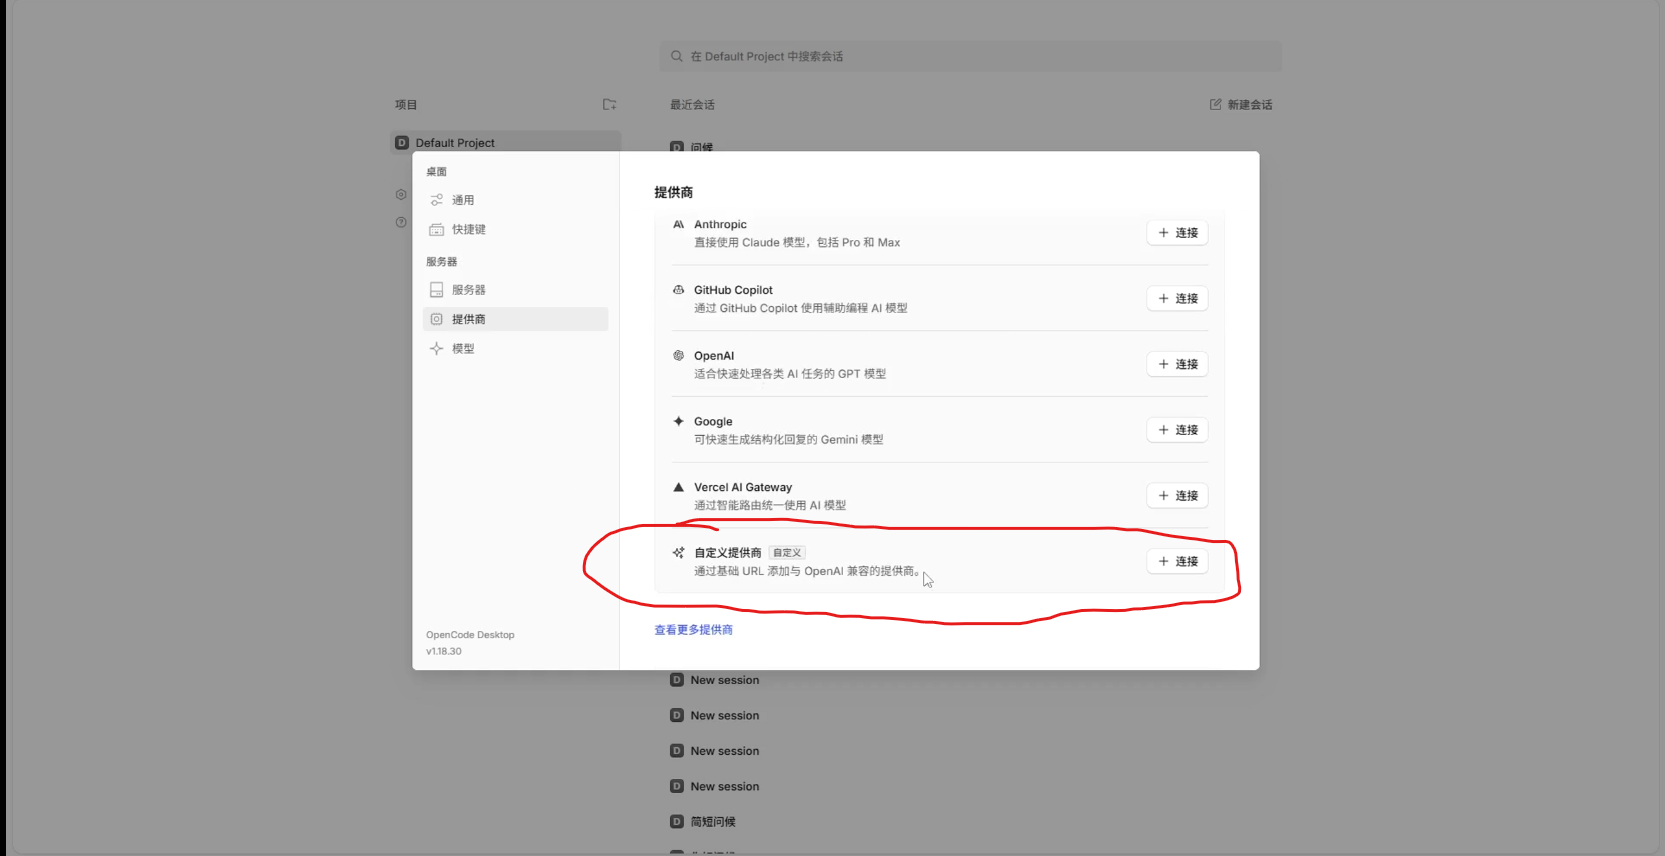 在 Default Project 中搜索会话
项目
最近会话
新建会话
D Default Project
D 问候
桌面
通用
快捷键
服务器
服务器
提供商
模型
OpenCode Desktop
v1.18.30
提供商
Anthropic
直接使用 Claude 模型，包括 Pro 和 Max
+ 连接
GitHub Copilot
通过 GitHub Copilot 使用辅助编程 AI 模型
+ 连接
OpenAI
适合快速处理各类 AI 任务的 GPT 模型
+ 连接
Google
可快速生成结构化回复的 Gemini 模型
+ 连接
Vercel AI Gateway
通过智能路由统一使用 AI 模型
+ 连接
自定义提供商 自定义
通过基础 URL 添加与 OpenAI 兼容的提供商。
+ 连接
查看更多提供商
D New session
D New session
D New session
D New session
D 简短问候